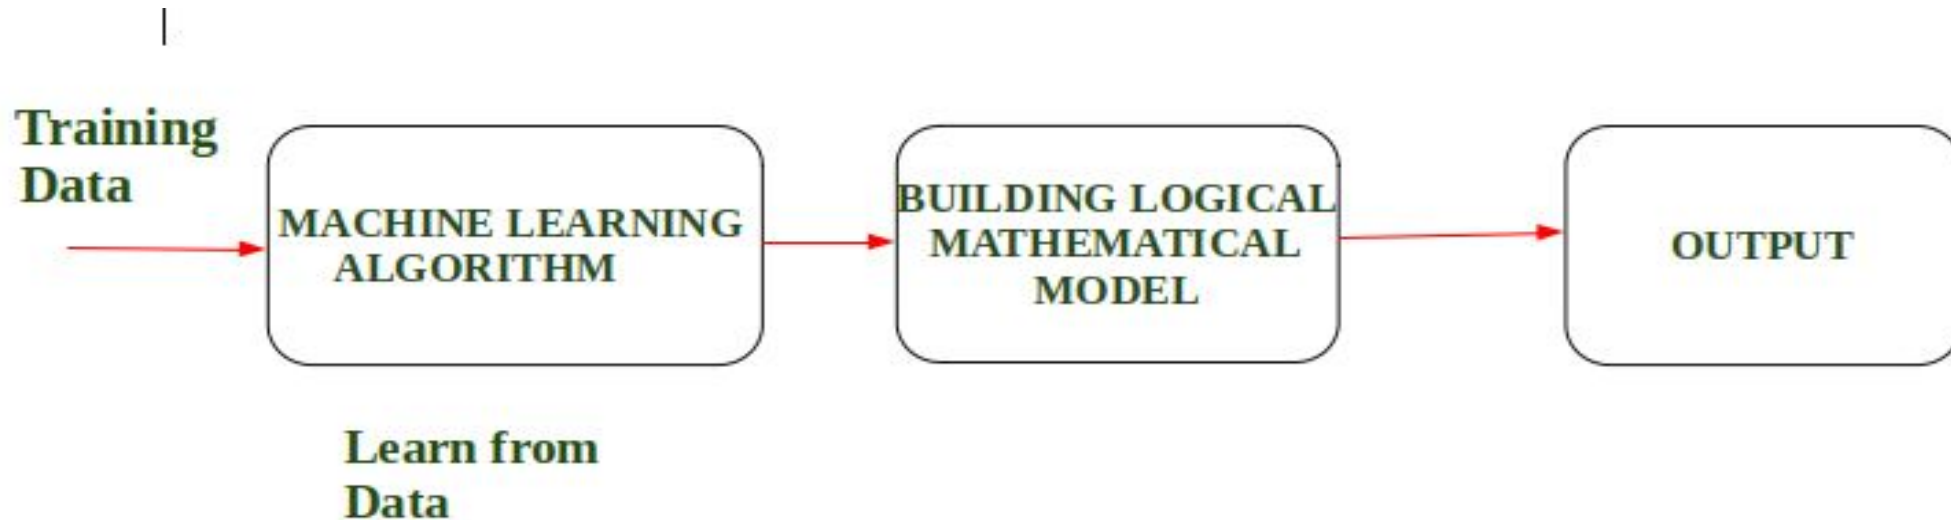 Training
Data
MACHINE LEARNING
ALGORITHM
BUILDING LOGICAL
MATHEMATICAL
MODEL
OUTPUT
Learn from
Data